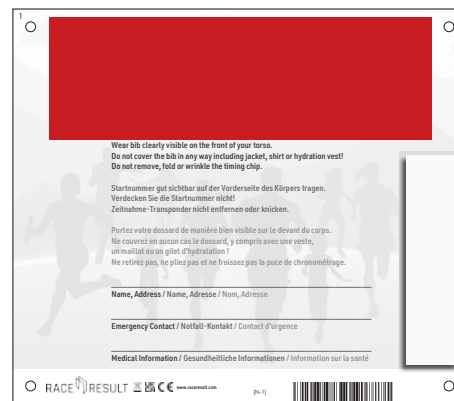 1
Wear bib clearly visible on the front of your torso.
Do not cover the bib in any way including jacket, shirt or hydration vest!
Do not remove, fold or wrinkle the timing chip.
Startnummer gut sichtbar auf der Vorderseite des Körpers tragen.
Verdecken Sie die Startnummer nicht!
Zeitnahme-Transponder nicht entfernen oder knicken.
Portez votre dossard de manière bien visible sur le devant du corps.
Ne couvrez en aucun cas le dossard, y compris avec une veste,
un maillot ou un gilet d'hydratation !
Ne retirez pas, ne pliez pas et ne froissez pas la puce de chronométrage.
Name, Address / Name, Adresse / Nom, Adresse
Emergency Contact / Notfall-Kontakt / Contact d'urgence
Medical Information / Gesundheitliche Informationen / Information sur la santé
RACE RESULT CE www.raceresult.com [N-1]